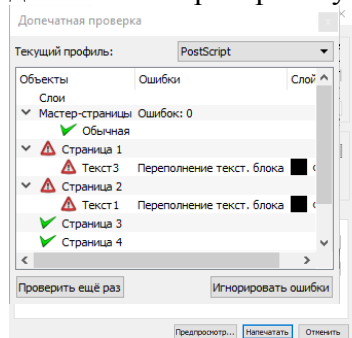 Допечатная проверка
Текущий профиль: PostScript
Объекты Ошибки Слой
Слои
Мастер-страницы Ошибок: 0
Обычная
Страница 1
Текст3 Переполнение текст. блока
Страница 2
Текст1 Переполнение текст. блока
Страница 3
Страница 4
Проверить ещё раз Игнорировать ошибки
Предпросмотр... Напечатать Отменить